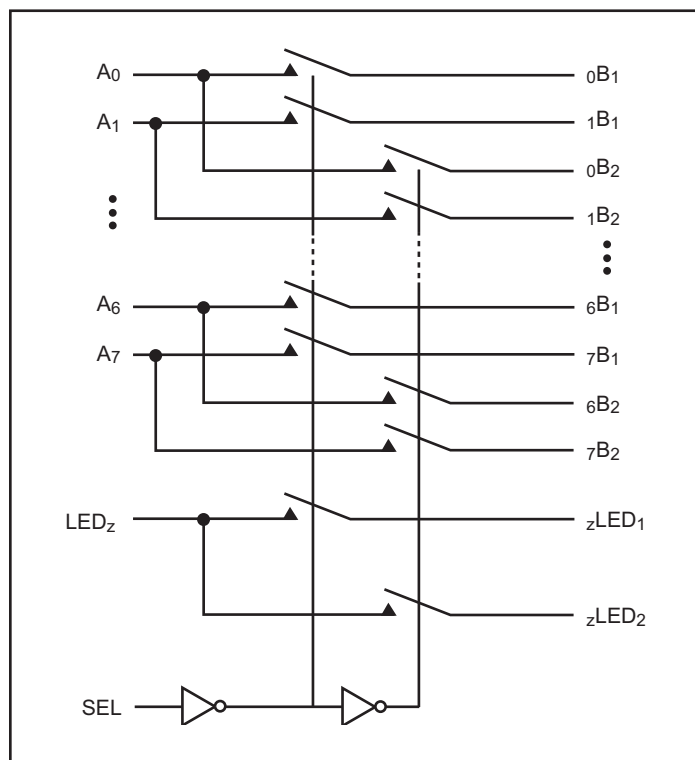 A0 0B1
A1 1B1
0B2
1B2
A6 6B1
A7 7B1
6B2
7B2
LEDz zLED1
zLED2
SEL